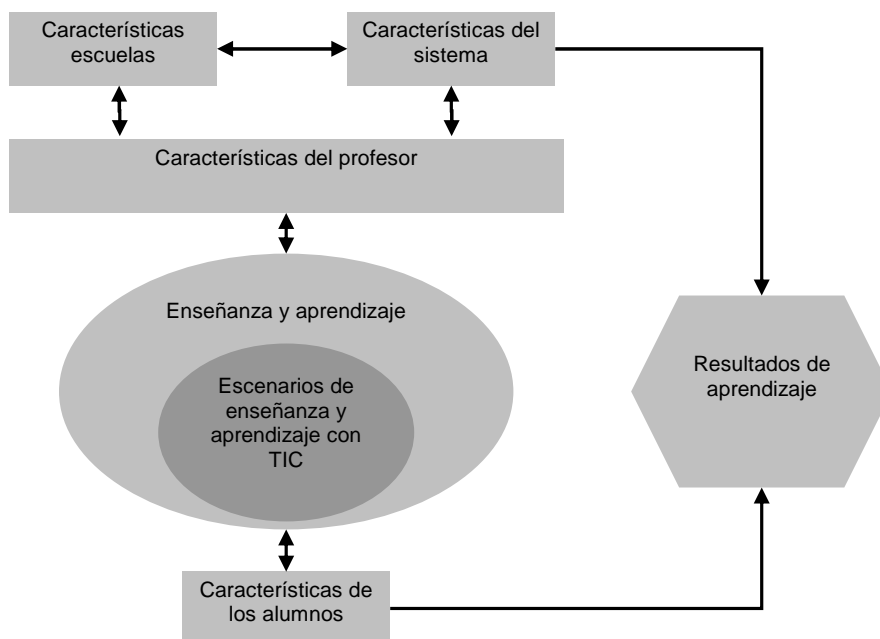 Características
escuelas
Características del
sistema
Características del profesor
Enseñanza y aprendizaje
Escenarios de
enseñanza y
aprendizaje con
TIC
Resultados de
aprendizaje
Características de
los alumnos